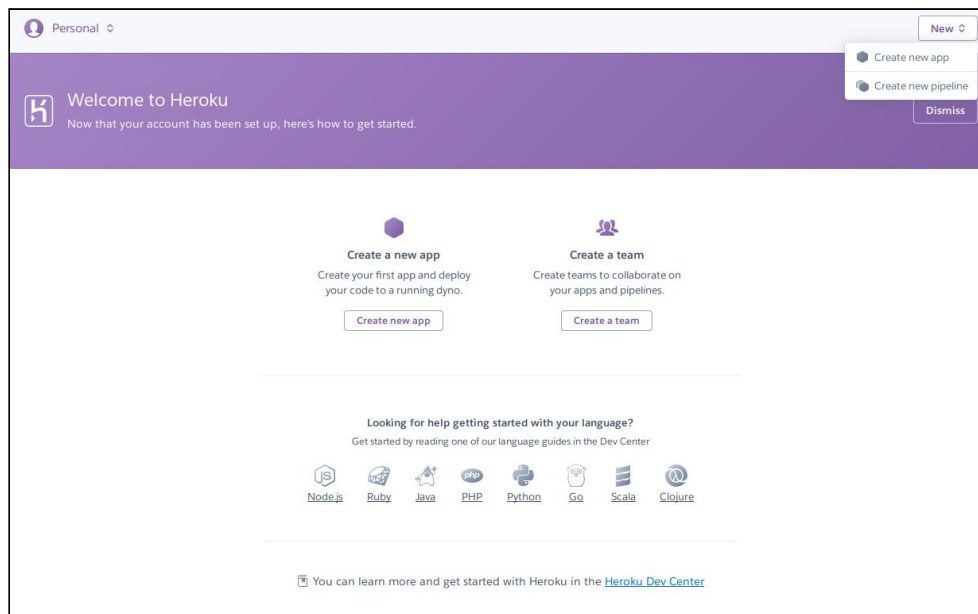 Personal
New
Create new app
Create new pipeline
Welcome to Heroku
Now that your account has been set up, here's how to get started.
Dismiss
Create a new app
Create your first app and deploy
your code to a running dyno.
Create new app
Create a team
Create teams to collaborate on
your apps and pipelines.
Create a team
Looking for help getting started with your language?
Get started by reading one of our language guides in the Dev Center
JS php
Node.js Ruby Java PHP Python Go Scala Clojure
You can learn more and get started with Heroku in the Heroku Dev Center